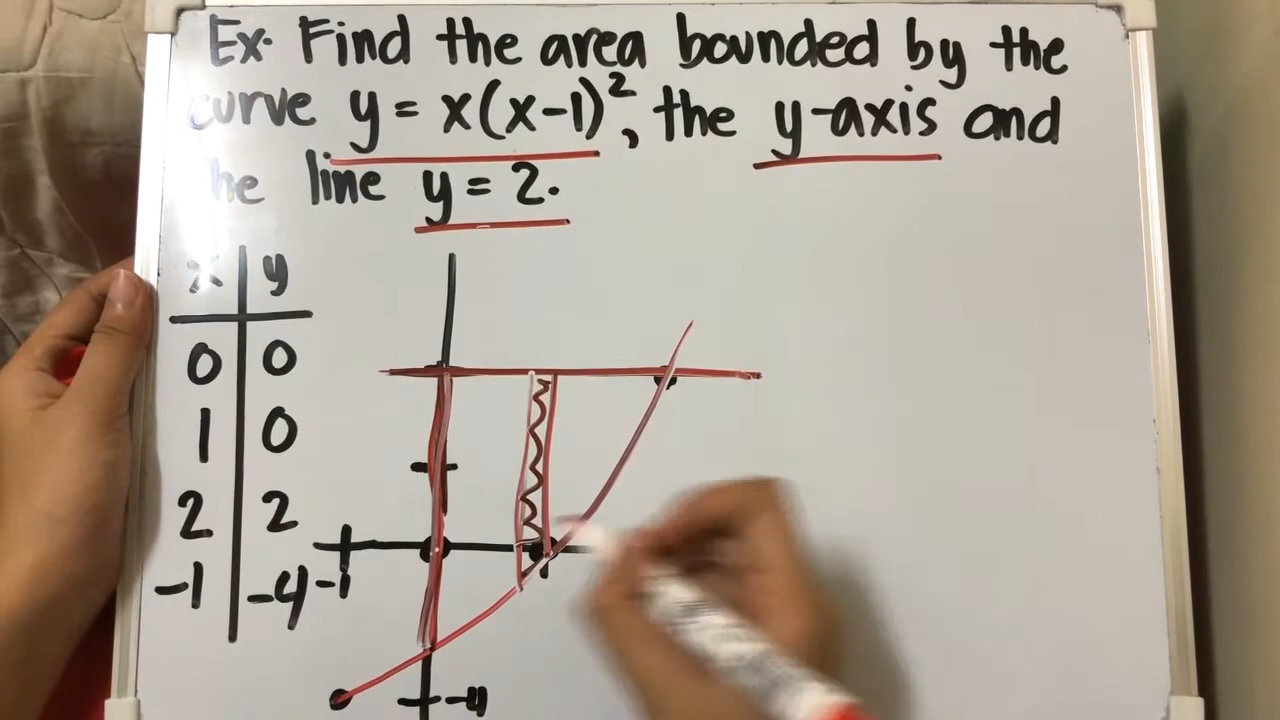 Ex. Find the area bounded by the
curve y = x(x-1)², the y-axis and
he line y = 2.
x y
0 0
1 0
2 2
-1 -4
-1
-4